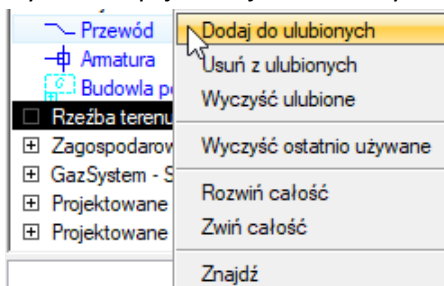 Przewód
Armatura
Budowla
Rzeźba terenu
Zagospodarow
GazSystem - S
Projektowane
Projektowane
Dodaj do ulubionych
Usuń z ulubionych
Wyczyść ulubione
Wyczyść ostatnio używane
Rozwiń całość
Zwiń całość
Znajdź